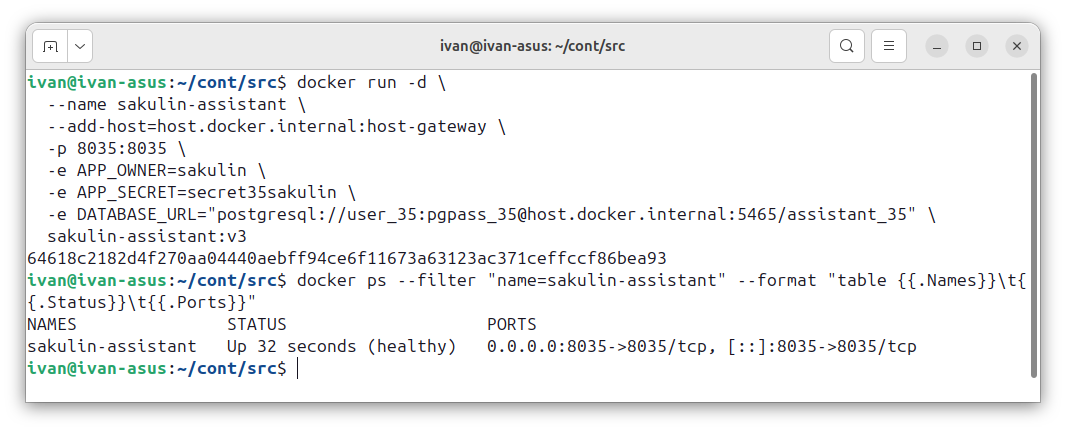 ivan@ivan-asus: ~/cont/src
ivan@ivan-asus:~/cont/src$ docker run -d \
  --name sakulin-assistant \
  --add-host=host.docker.internal:host-gateway \
  -p 8035:8035 \
  -e APP_OWNER=sakulin \
  -e APP_SECRET=secret35sakulin \
  -e DATABASE_URL="postgresql://user_35:pgpass_35@host.docker.internal:5465/assistant_35" \
  sakulin-assistant:v3
64618c2182d4f270aa04440aebff94ce6f11673a63123ac371ceffccf86bea93
ivan@ivan-asus:~/cont/src$ docker ps --filter "name=sakulin-assistant" --format "table {{.Names}}\t{
{.Status}}\t{{.Ports}}"
NAMES               STATUS                    PORTS
sakulin-assistant   Up 32 seconds (healthy)   0.0.0.0:8035->8035/tcp, [::]:8035->8035/tcp
ivan@ivan-asus:~/cont/src$